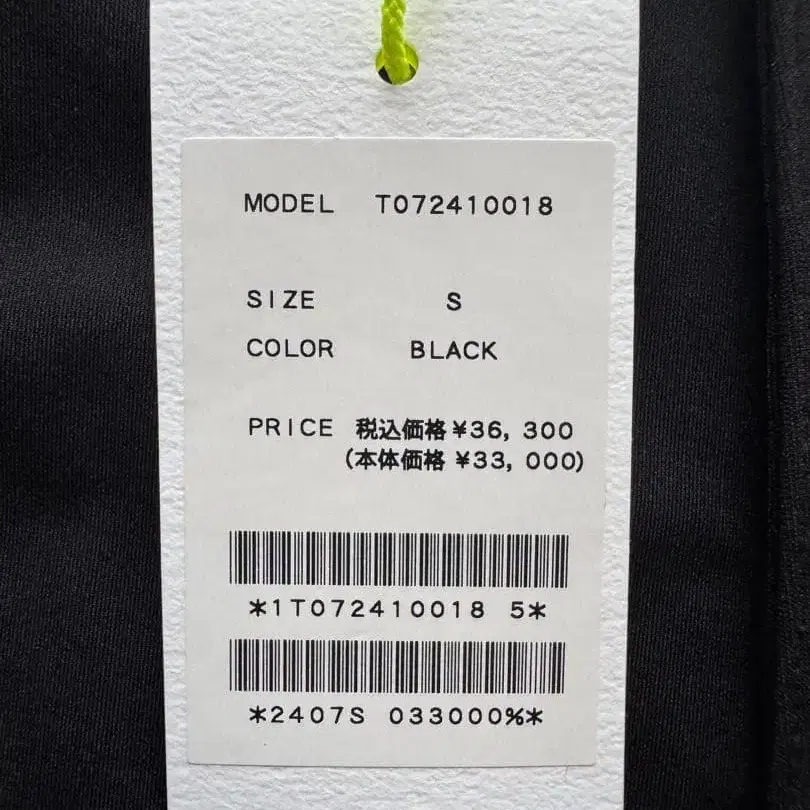 MODEL T072410018
SIZE S
COLOR BLACK
PRICE 税込価格 ¥36, 300
(本体価格 ¥33, 000)
*1T072410018 5*
*2407S 033000%*